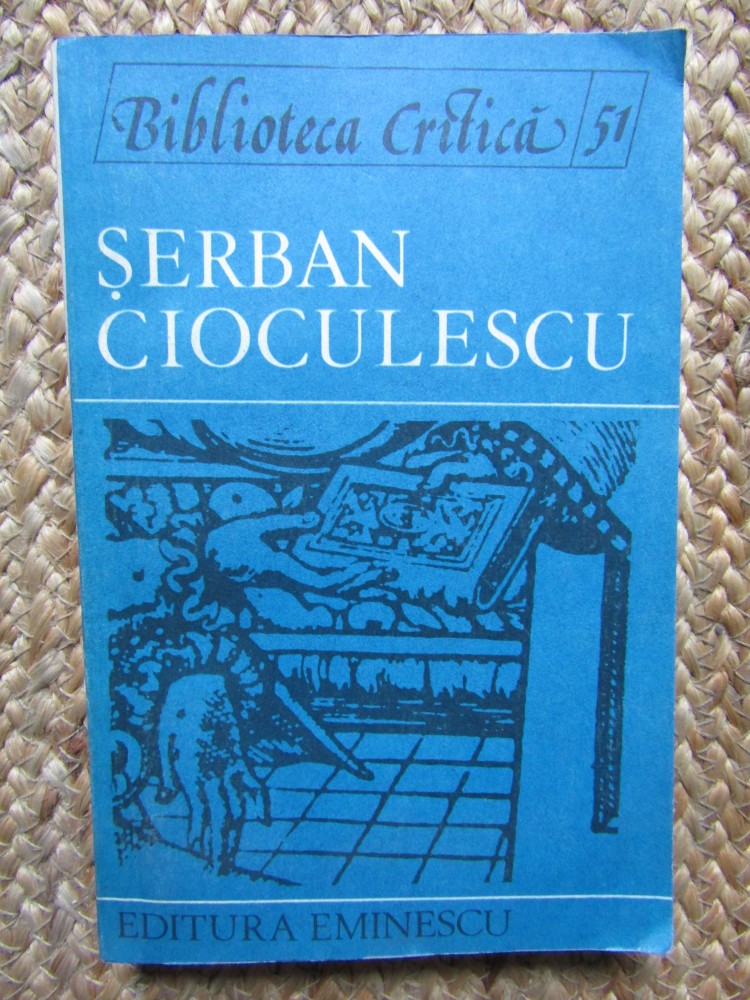 Biblioteca Critică 51
ȘERBAN
CIOCULESCU
EDITURA EMINESCU